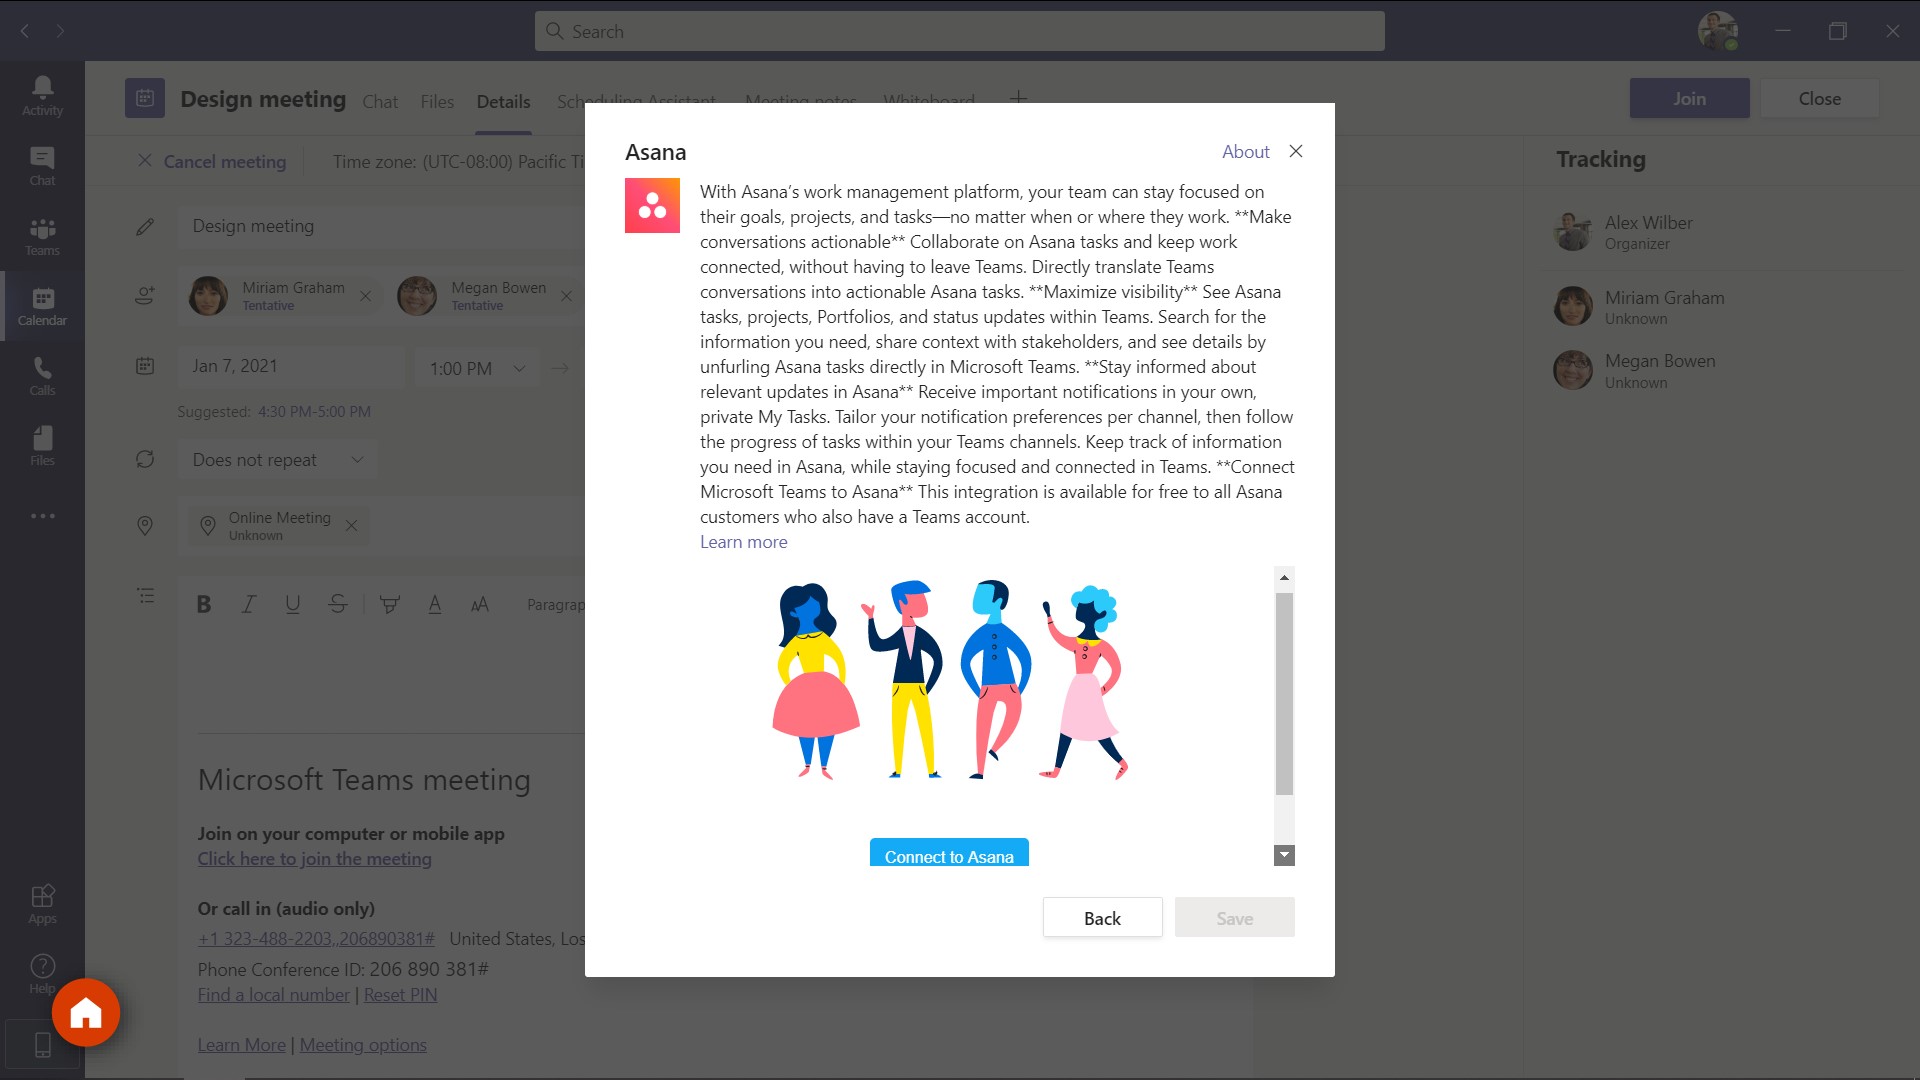 Search
Activity
Chat
Teams
Calendar
Calls
Files
Apps
Help
Design meeting
Chat
Files
Details
Scheduling Assistant
Meeting notes
Whiteboard
Join
Close
Cancel meeting
Time zone: (UTC-08:00) Pacific Ti
Design meeting
Miriam Graham
Tentative
Megan Bowen
Tentative
Jan 7, 2021
1:00 PM
Suggested: 4:30 PM-5:00 PM
Does not repeat
Online Meeting
Unknown
Paragrap
Microsoft Teams meeting
Join on your computer or mobile app
Click here to join the meeting
Or call in (audio only)
+1 323-488-2203,,206890381# United States, Los
Phone Conference ID: 206 890 381#
Find a local number | Reset PIN
Learn More | Meeting options
Asana
About
With Asana's work management platform, your team can stay focused on
their goals, projects, and tasks—no matter when or where they work. **Make
conversations actionable** Collaborate on Asana tasks and keep work
connected, without having to leave Teams. Directly translate Teams
conversations into actionable Asana tasks. **Maximize visibility** See Asana
tasks, projects, Portfolios, and status updates within Teams. Search for the
information you need, share context with stakeholders, and see details by
unfurling Asana tasks directly in Microsoft Teams. **Stay informed about
relevant updates in Asana** Receive important notifications in your own,
private My Tasks. Tailor your notification preferences per channel, then follow
the progress of tasks within your Teams channels. Keep track of information
you need in Asana, while staying focused and connected in Teams. **Connect
Microsoft Teams to Asana** This integration is available for free to all Asana
customers who also have a Teams account.
Learn more
Connect to Asana
Back
Save
Tracking
Alex Wilber
Organizer
Miriam Graham
Unknown
Megan Bowen
Unknown